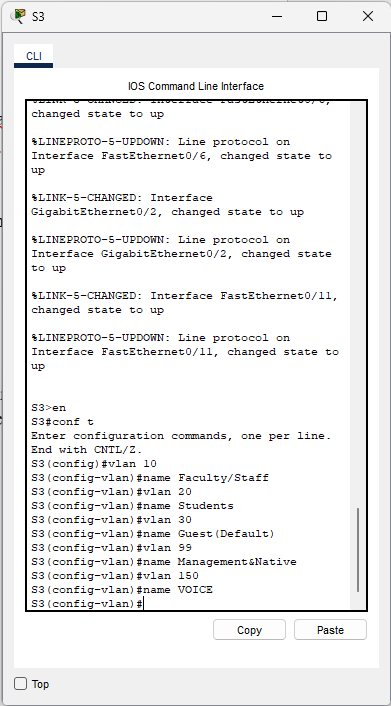 S3
CLI
IOS Command Line Interface
changed state to up
%LINEPROTO-5-UPDOWN: Line protocol on
Interface FastEthernet0/6, changed state to
up
%LINK-5-CHANGED: Interface
GigabitEthernet0/2, changed state to up
%LINEPROTO-5-UPDOWN: Line protocol on
Interface GigabitEthernet0/2, changed state
to up
%LINK-5-CHANGED: Interface FastEthernet0/11,
changed state to up
%LINEPROTO-5-UPDOWN: Line protocol on
Interface FastEthernet0/11, changed state to
up
S3>en
S3#conf t
Enter configuration commands, one per line.
End with CNTL/Z.
S3(config)#vlan 10
S3(config-vlan)#name Faculty/Staff
S3(config-vlan)#vlan 20
S3(config-vlan)#name Students
S3(config-vlan)#vlan 30
S3(config-vlan)#name Guest(Default)
S3(config-vlan)#vlan 99
S3(config-vlan)#name Management&Native
S3(config-vlan)#vlan 150
S3(config-vlan)#name VOICE
S3(config-vlan)#
Copy
Paste
Top